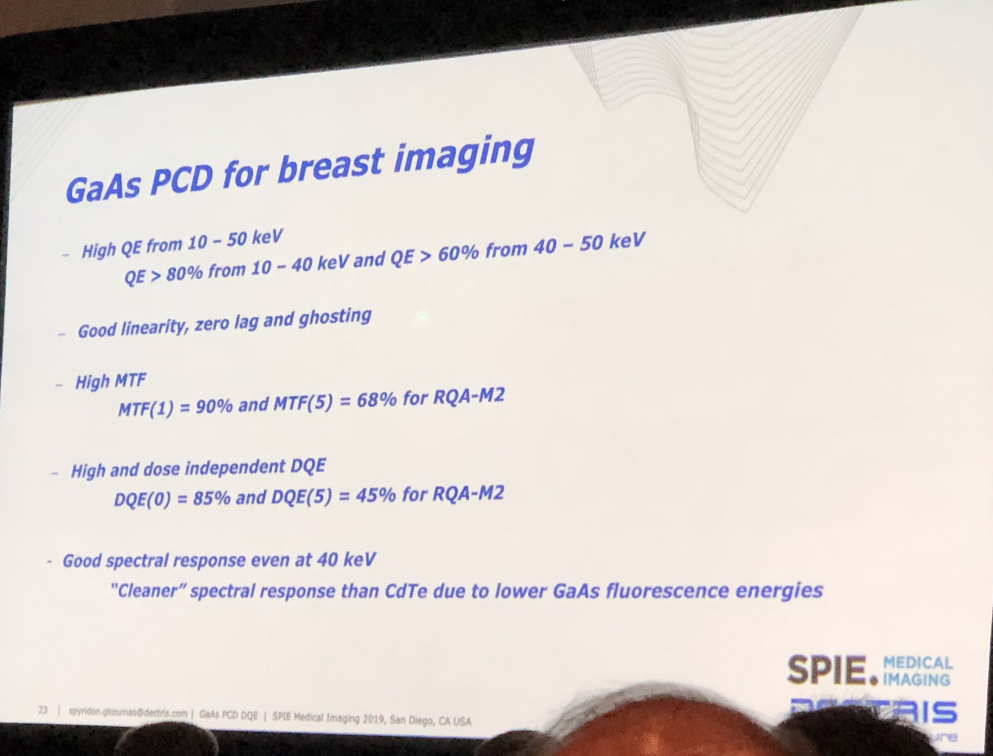 GaAs PCD for breast imaging
– High QE from 10 – 50 keV
QE > 80% from 10 – 40 keV and QE > 60% from 40 – 50 keV
– Good linearity, zero lag and ghosting
– High MTF
MTF(1) = 90% and MTF(5) = 68% for RQA-M2
– High and dose independent DQE
DQE(0) = 85% and DQE(5) = 45% for RQA-M2
- Good spectral response even at 40 keV
"Cleaner” spectral response than CdTe due to lower GaAs fluorescence energies
SPIE. MEDICAL
IMAGING
23 | spyridon.gkoumas@dectris.com | GaAs PCD DQE | SPIE Medical Imaging 2019, San Diego, CA USA